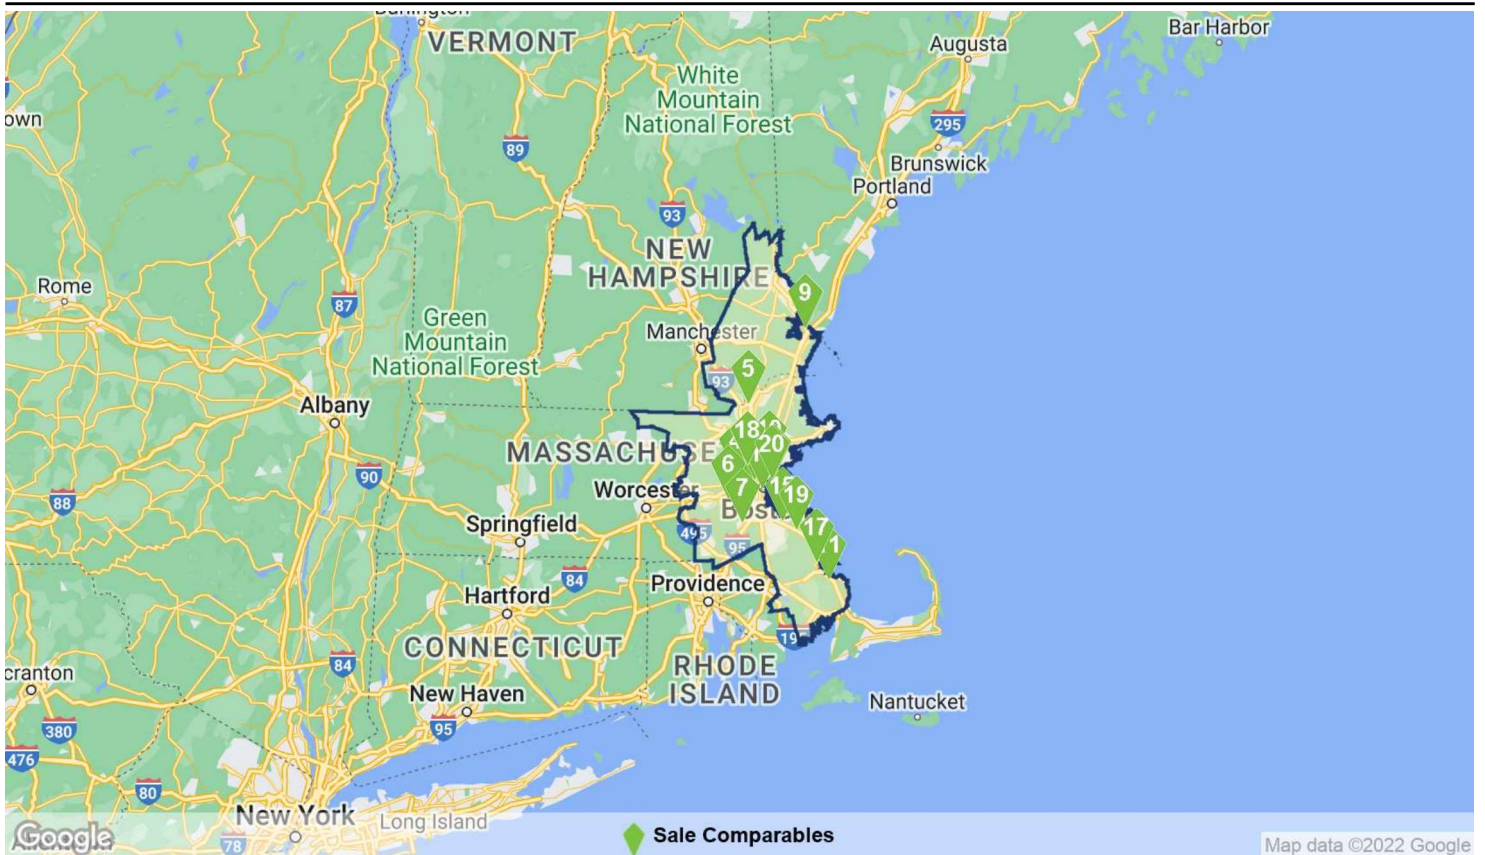 VERMONT
Bar Harbor
Augusta
White
Mountain
National Forest
own
295
89
Brunswick
Portland
93
NEW
HAMPSHIRE
Rome
9
87
Green
Mountain
National Forest
Manchester
5
93
Albany
18
20
MASSACHUSE
6
90
7
15
19
88
Worcester
Springfield
495
17
95
1
84
Providence
Hartford
CONNECTICUT
19
84
RHODE
ISLAND
cranton
New Haven
Nantucket
380
95
476
80
New York
Long Island
78
Google
Sale Comparables
Map data ©2022 Google